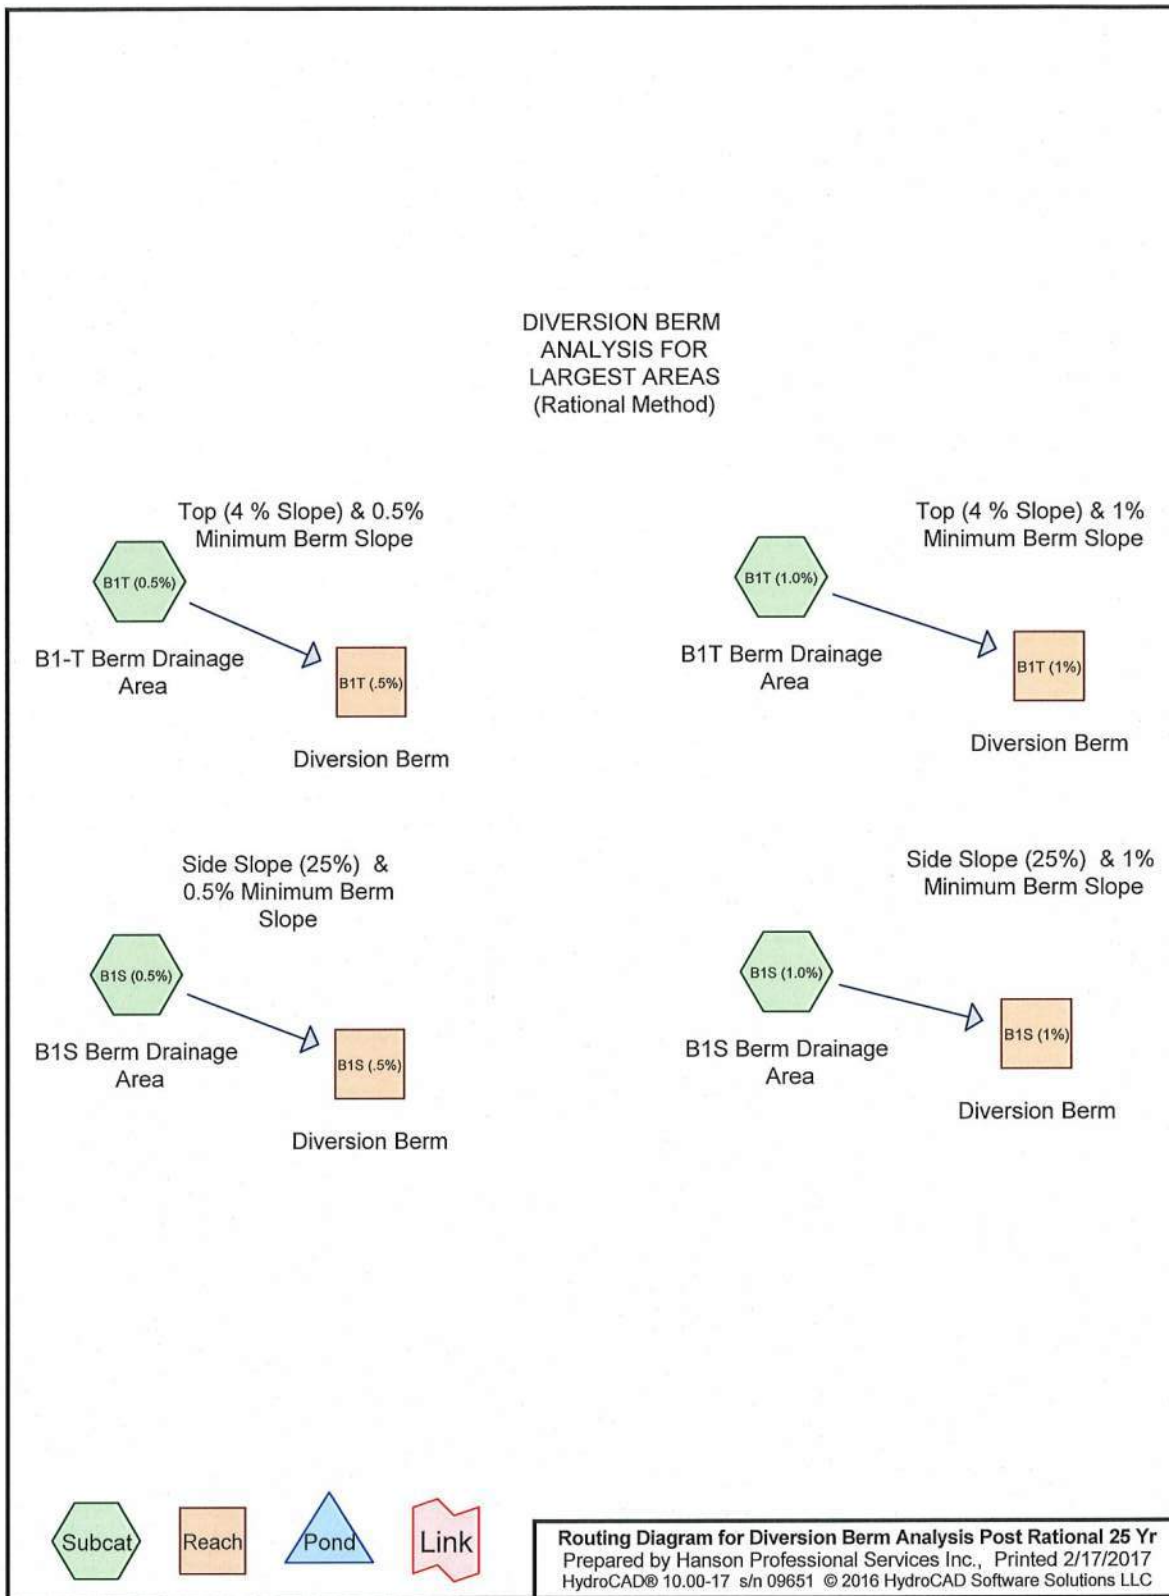 DIVERSION BERM
ANALYSIS FOR
LARGEST AREAS
(Rational Method)
Top (4 % Slope) & 0.5%
Minimum Berm Slope
B1T (0.5%)
B1-T Berm Drainage
Area
B1T (.5%)
Diversion Berm
Top (4 % Slope) & 1%
Minimum Berm Slope
B1T (1.0%)
B1T Berm Drainage
Area
B1T (1%)
Diversion Berm
Side Slope (25%) &
0.5% Minimum Berm
Slope
B1S (0.5%)
B1S Berm Drainage
Area
B1S (.5%)
Diversion Berm
Side Slope (25%) & 1%
Minimum Berm Slope
B1S (1.0%)
B1S Berm Drainage
Area
B1S (1%)
Diversion Berm
Subcat
Reach
Pond
Link
Routing Diagram for Diversion Berm Analysis Post Rational 25 Yr
Prepared by Hanson Professional Services Inc., Printed 2/17/2017
HydroCAD® 10.00-17 s/n 09651 © 2016 HydroCAD Software Solutions LLC